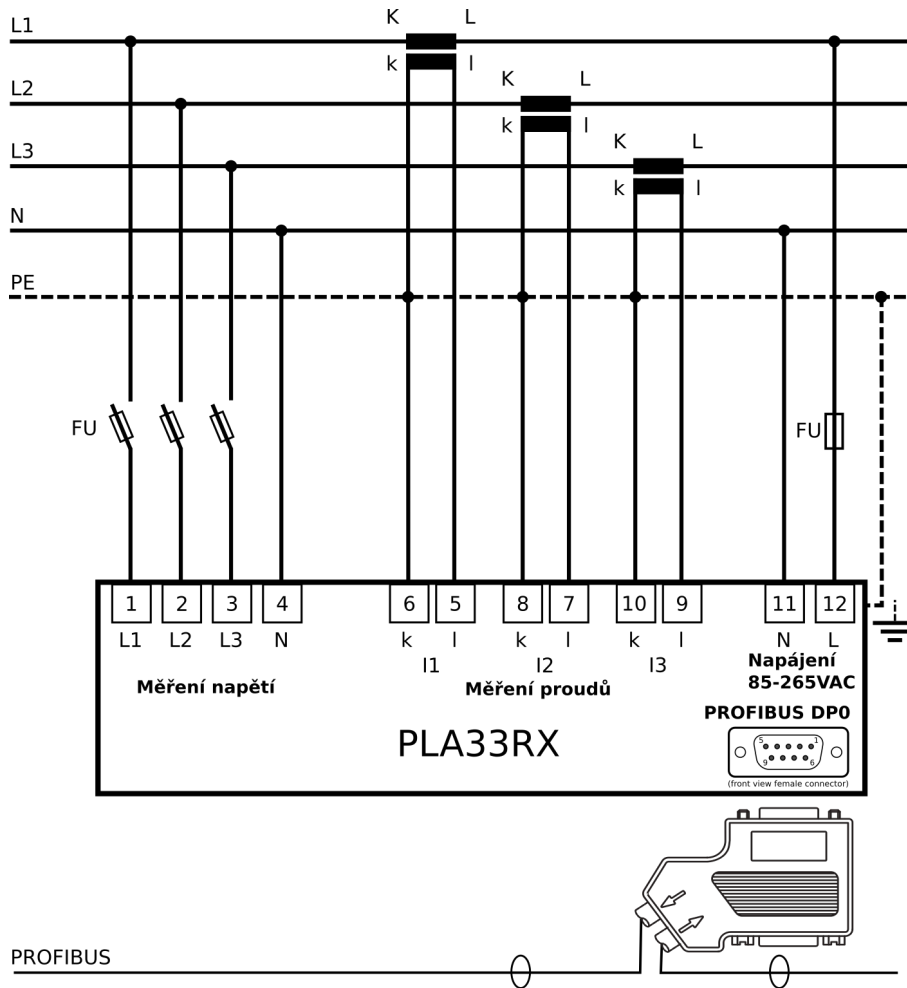 K L
L1
k l
K L
L2
k l
K L
L3
k l
N
PE
FU
FU
1 2 3 4 6 5 8 7 10 9 11 12
L1 L2 L3 N k l k l k l N L
I1 I2 I3
Měření napětí
Měření proudů
Napájení
85-265VAC
PROFIBUS DP0
PLA33RX
5 1
9 6
(front view female connector)
PROFIBUS